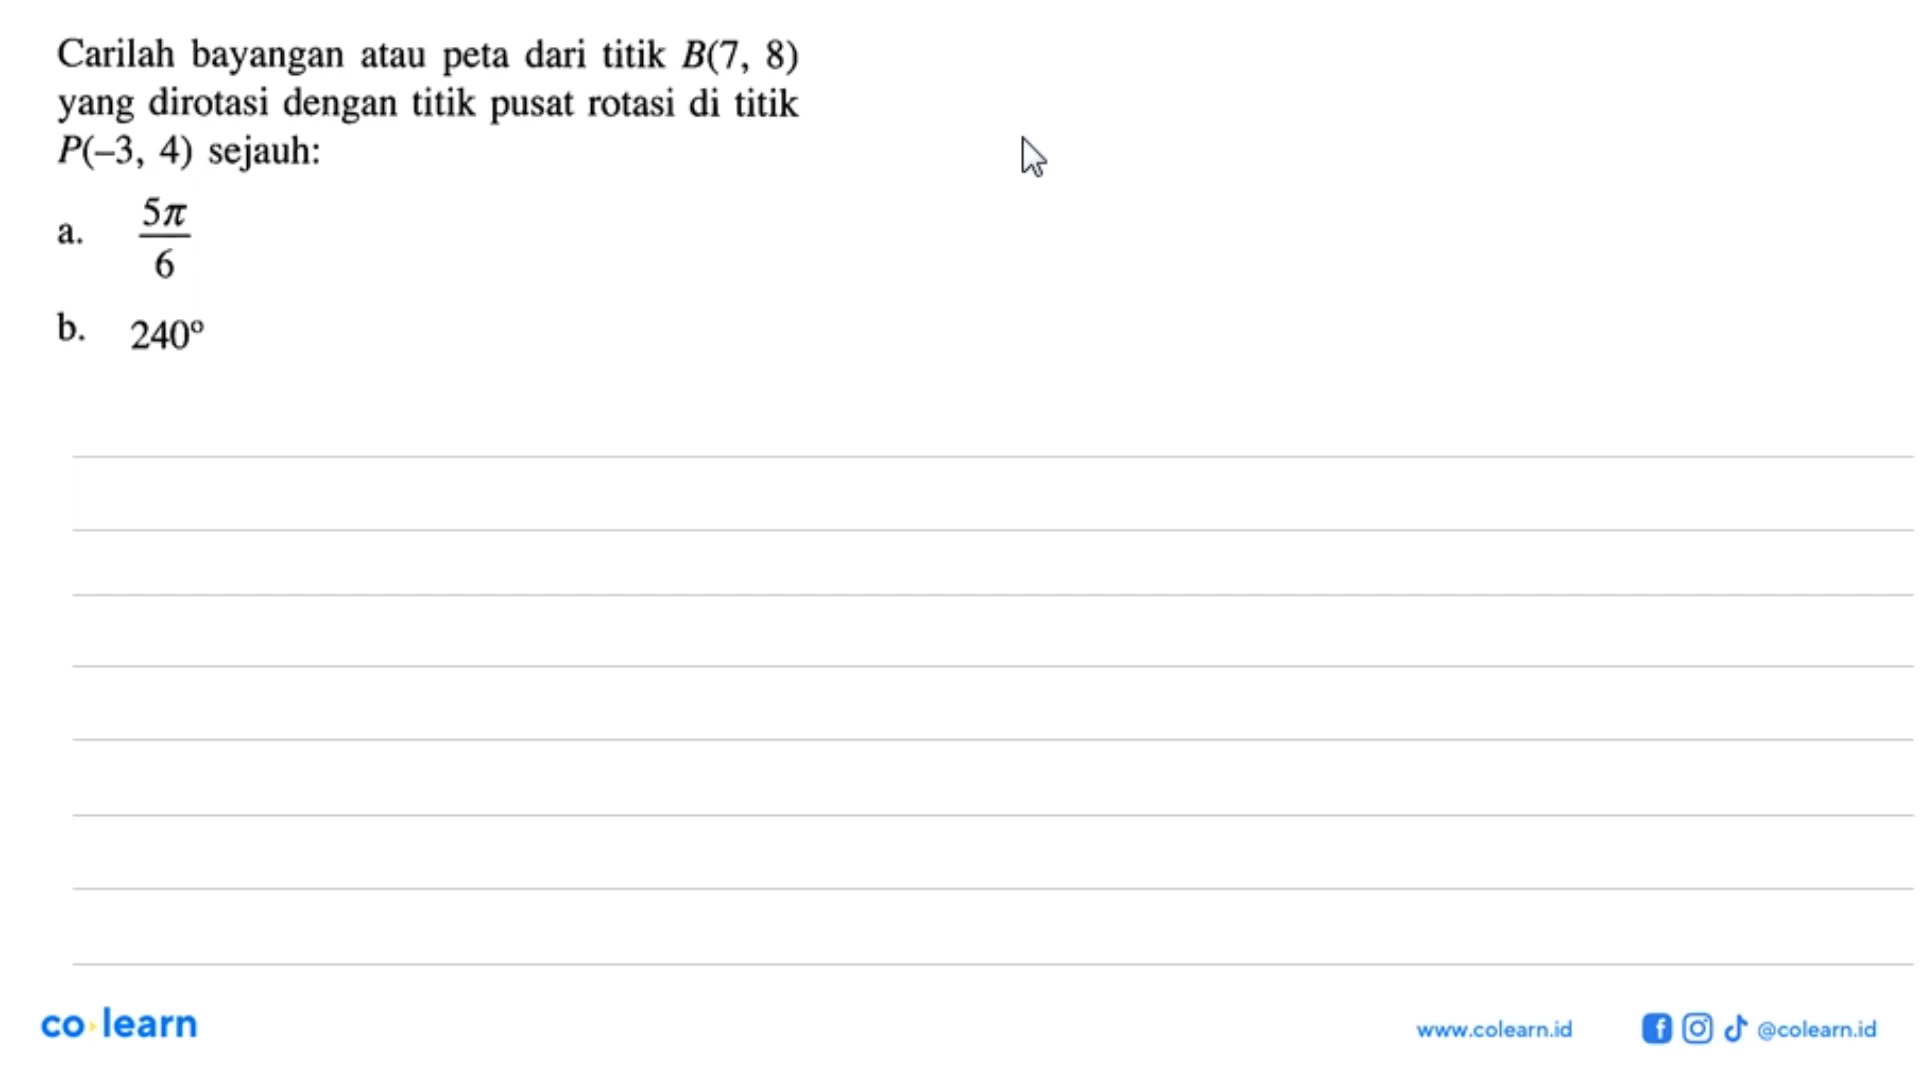 Carilah bayangan atau peta dari titik B(7, 8)
yang dirotasi dengan titik pusat rotasi di titik
P(–3, 4) sejauh:
a. 5π/6
b. 240°
co learn
www.colearn.id @colearn.id